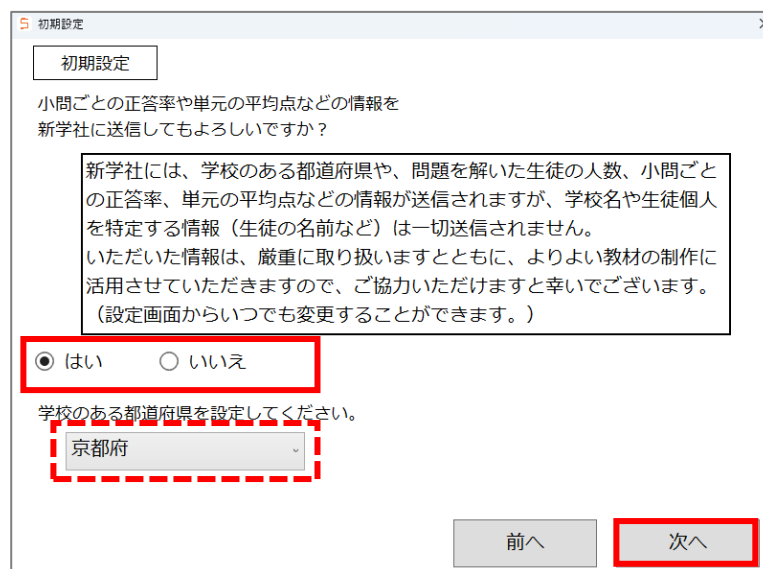 初期設定
初期設定
小問ごとの正答率や単元の平均点などの情報を
新学社に送信してもよろしいですか？
新学社には、学校のある都道府県や、問題を解いた生徒の人数、小問ごと
の正答率、単元の平均点などの情報が送信されますが、学校名や生徒個人
を特定する情報（生徒の名前など）は一切送信されません。
いただいた情報は、厳重に取り扱いますとともに、よりよい教材の制作に
活用させていただきますので、ご協力いただけますと幸いでございます。
（設定画面からいつでも変更することができます。）
はい　いいえ
学校のある都道府県を設定してください。
京都府
前へ　次へ